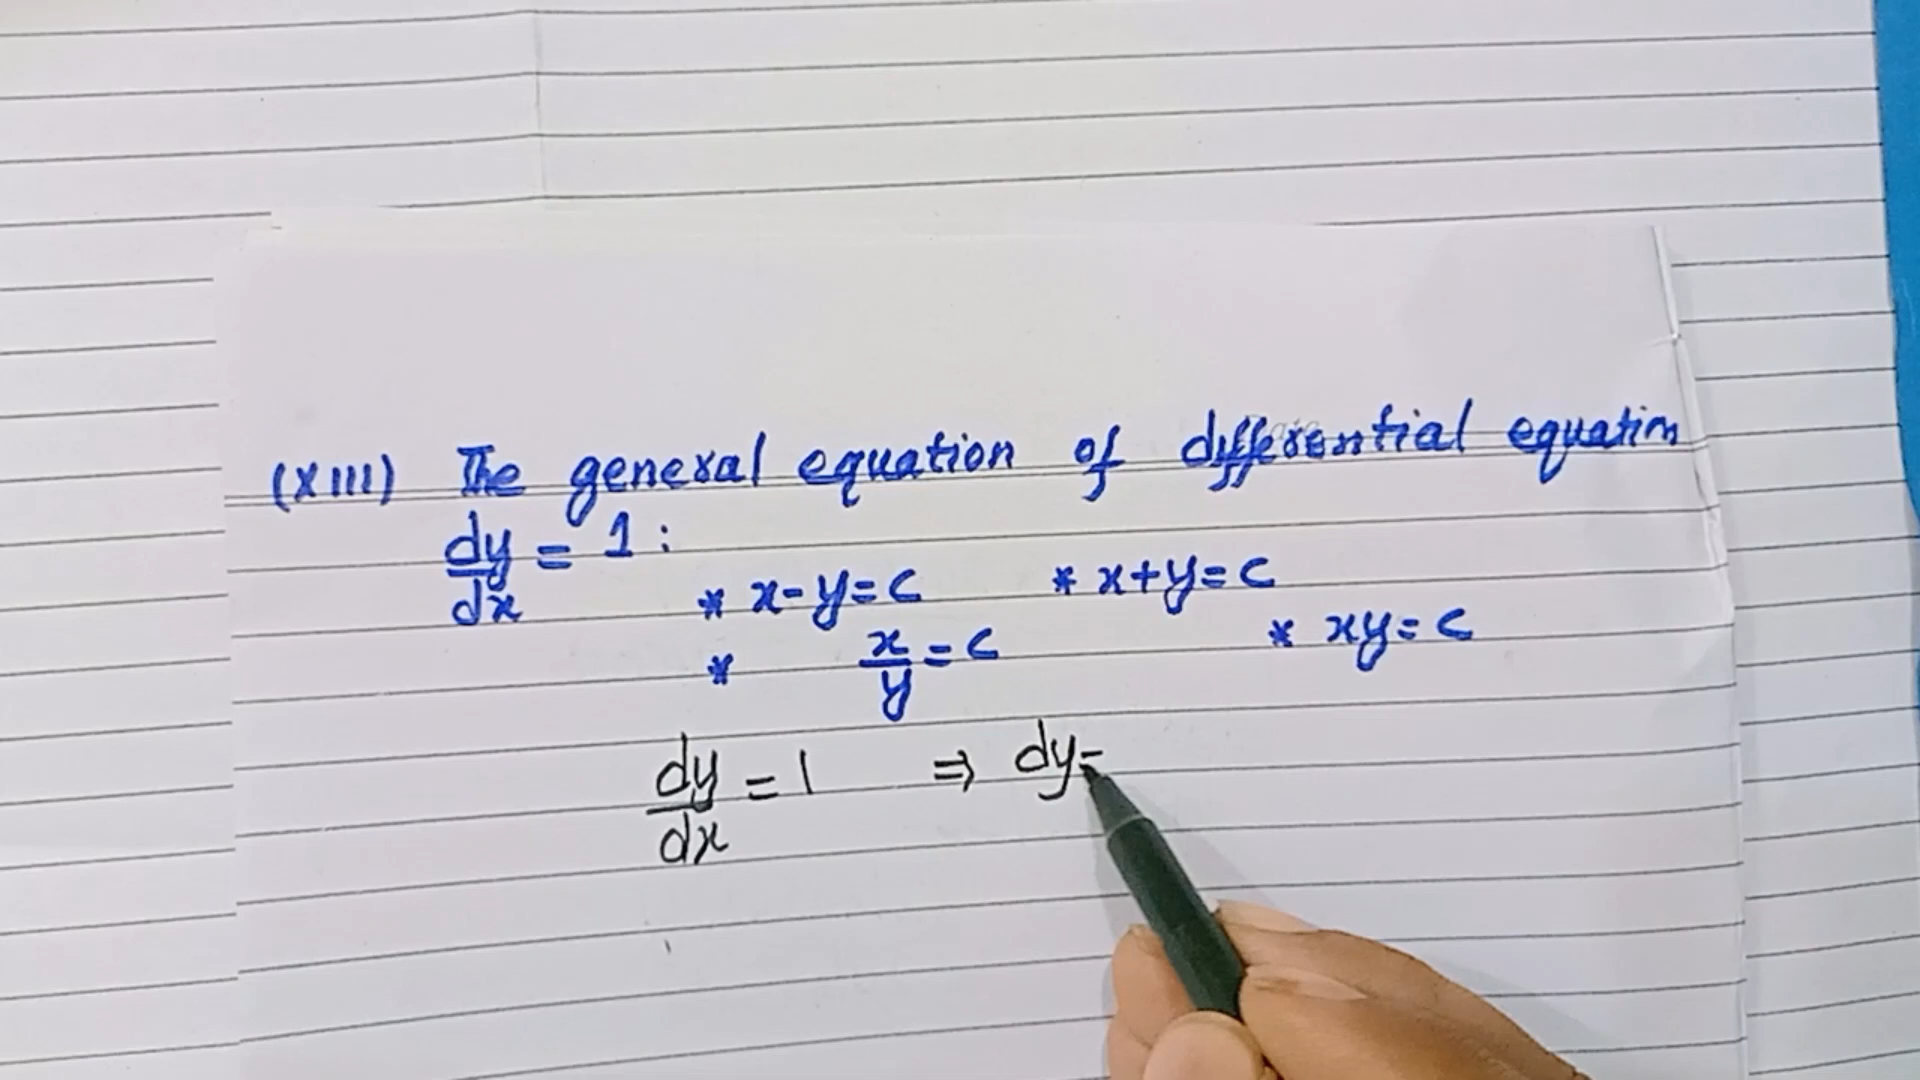 (XIII) The general equation of differential equation
dy/dx = 1 :
* x-y=c * x+y=c
* x/y=c * xy=c
dy/dx = 1 ⇒ dy=